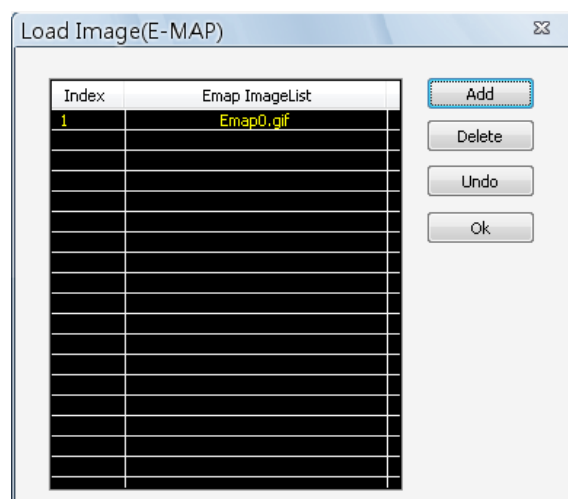 Load Image(E-MAP)
Index Emap ImageList
1 Emap0.gif
Add
Delete
Undo
Ok